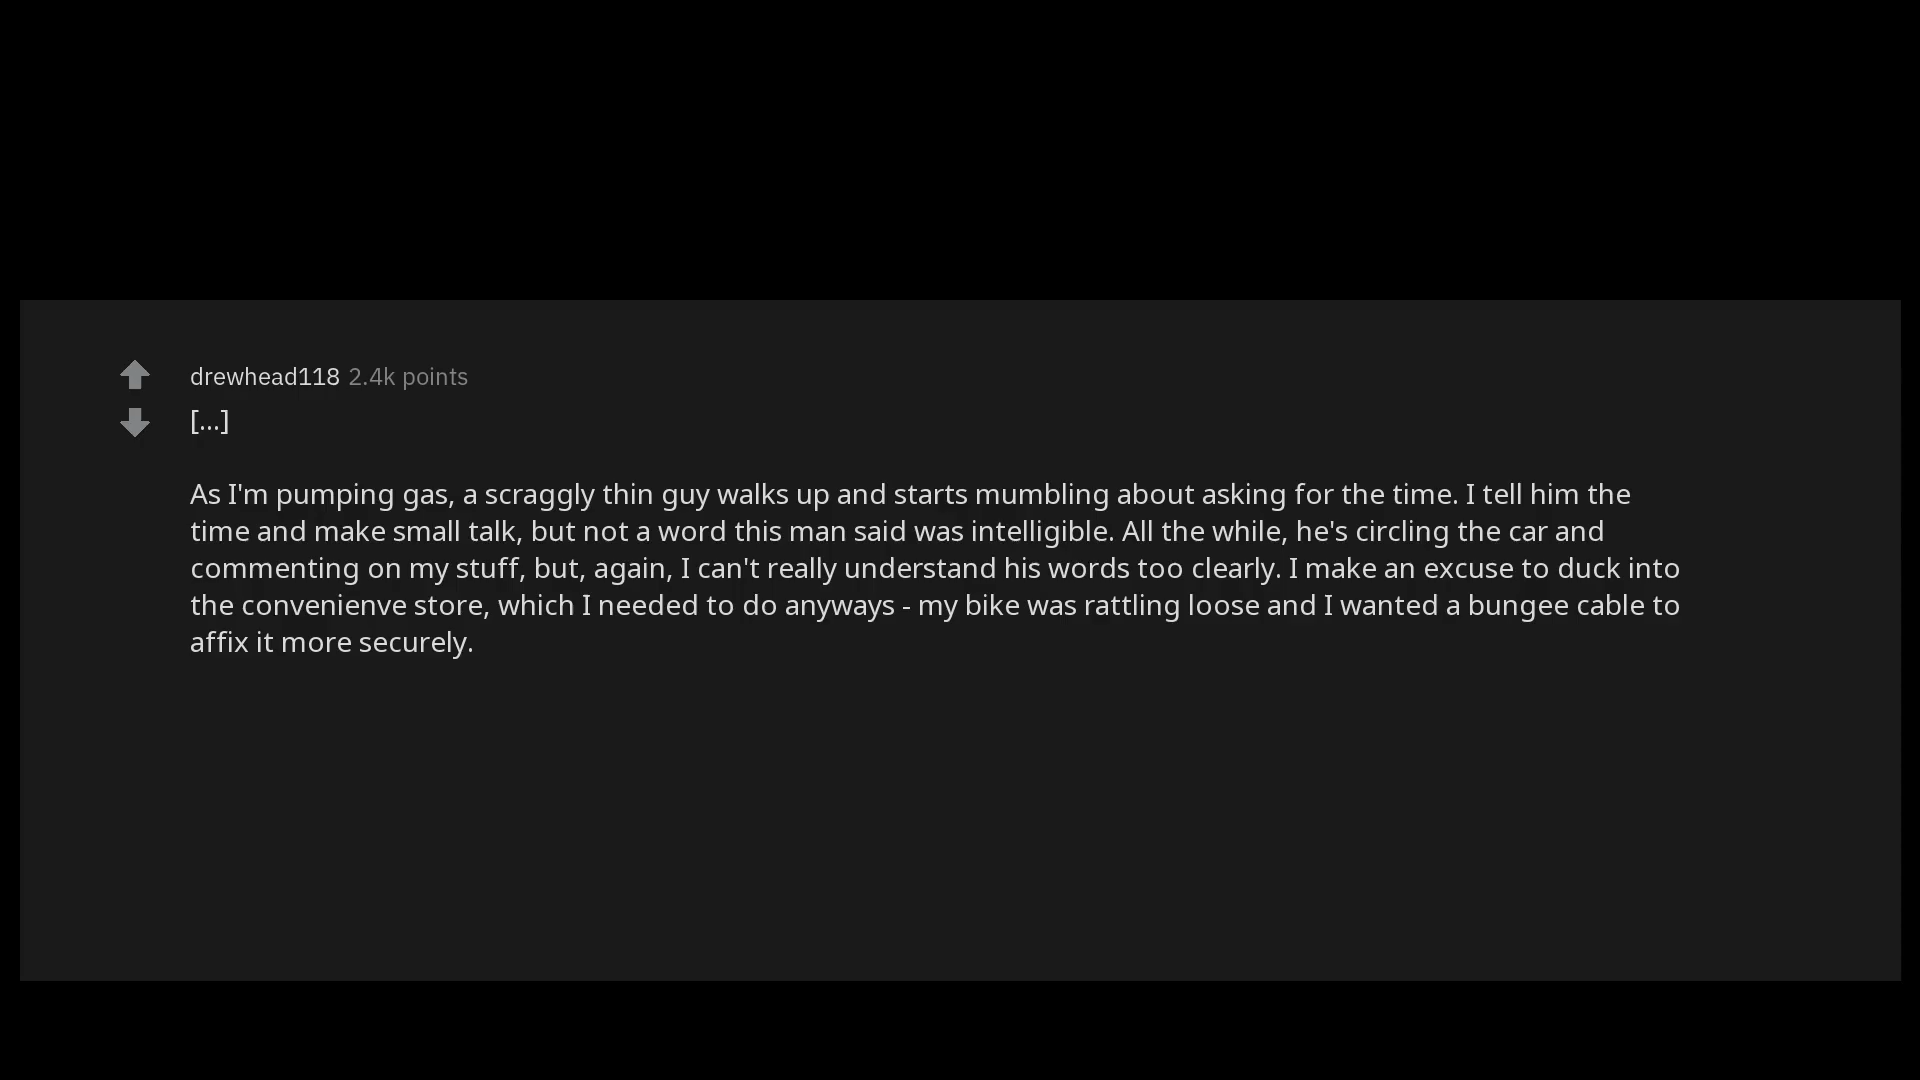 drewhead118 2.4k points
[...]
As I'm pumping gas, a scraggly thin guy walks up and starts mumbling about asking for the time. I tell him the
time and make small talk, but not a word this man said was intelligible. All the while, he's circling the car and
commenting on my stuff, but, again, I can't really understand his words too clearly. I make an excuse to duck into
the convenienve store, which I needed to do anyways - my bike was rattling loose and I wanted a bungee cable to
affix it more securely.